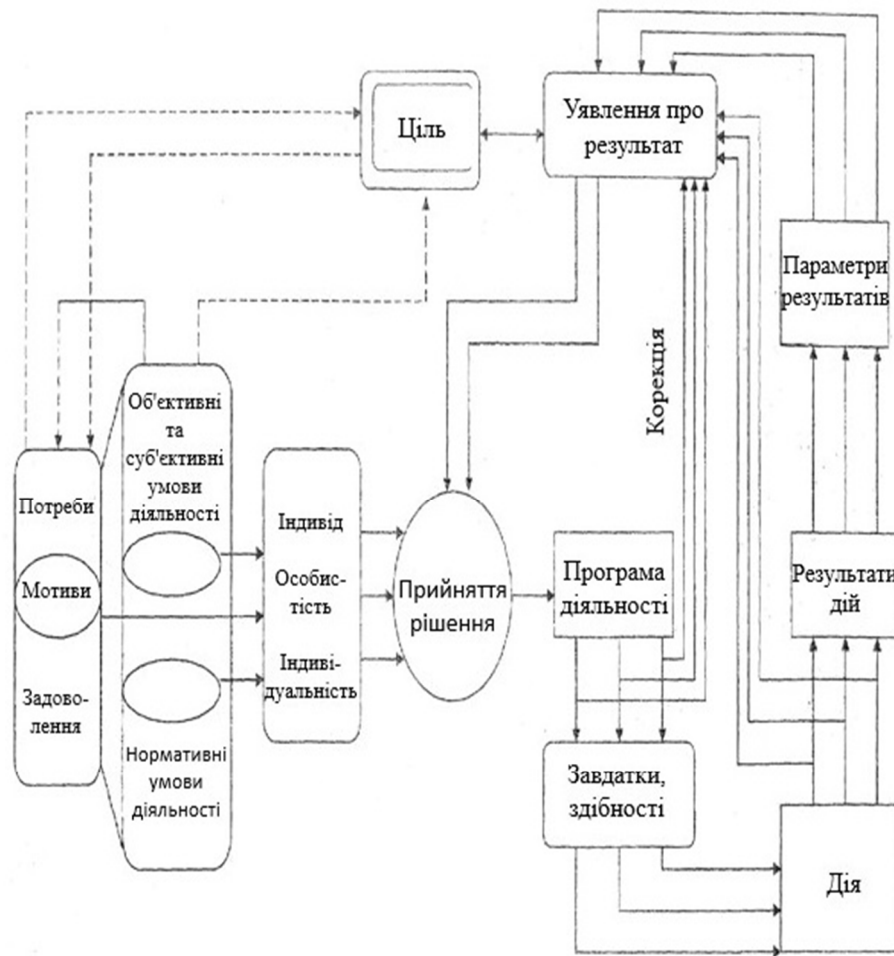 Ціль
Уявлення про
результат
Параметри
результатів
Корекція
Об'єктивні
та
суб'єктивні
умови
діяльності
Потреби
Мотиви
Задово-
лення
Нормативні
умови
діяльності
Індивід
Особис-
тість
Індиві-
дуальність
Прийняття
рішення
Програма
діяльності
Результати
дій
Завдатки,
здібності
Дія